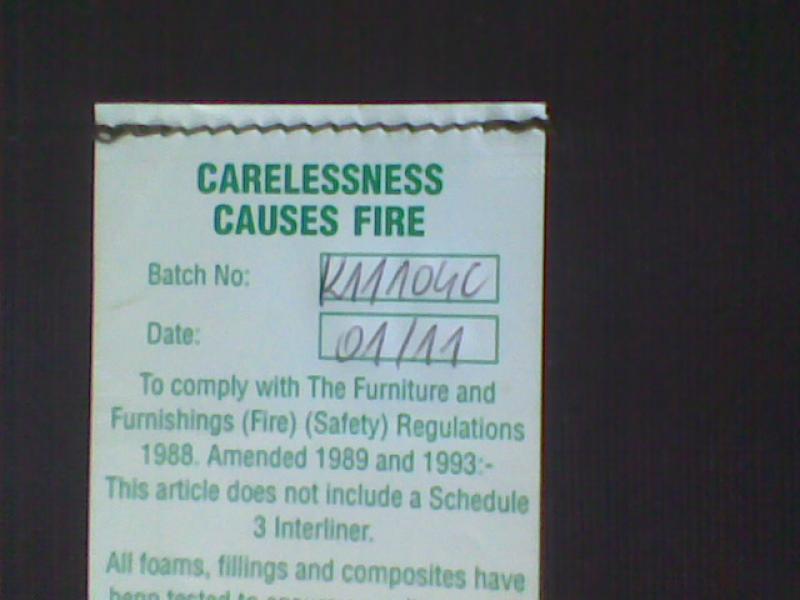 CARELESSNESS
CAUSES FIRE
Batch No: K11104C
Date: 01/11
To comply with The Furniture and
Furnishings (Fire) (Safety) Regulations
1988. Amended 1989 and 1993:-
This article does not include a Schedule
3 Interliner.
All foams, fillings and composites have
been tested to ensure